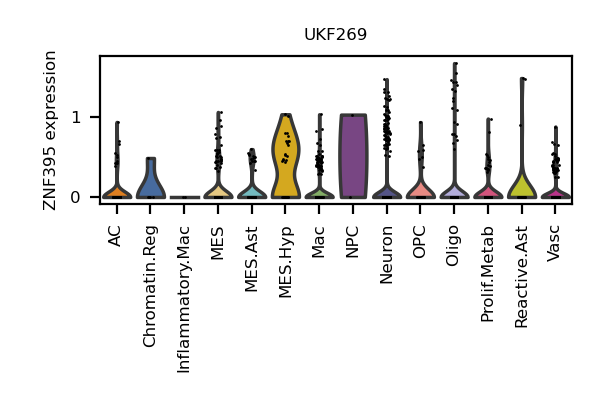 UKF269
ZNF395 expression
1
0
AC
Chromatin.Reg
Inflammatory.Mac
MES
MES.Ast
MES.Hyp
Mac
NPC
Neuron
OPC
Oligo
Prolif.Metab
Reactive.Ast
Vasc